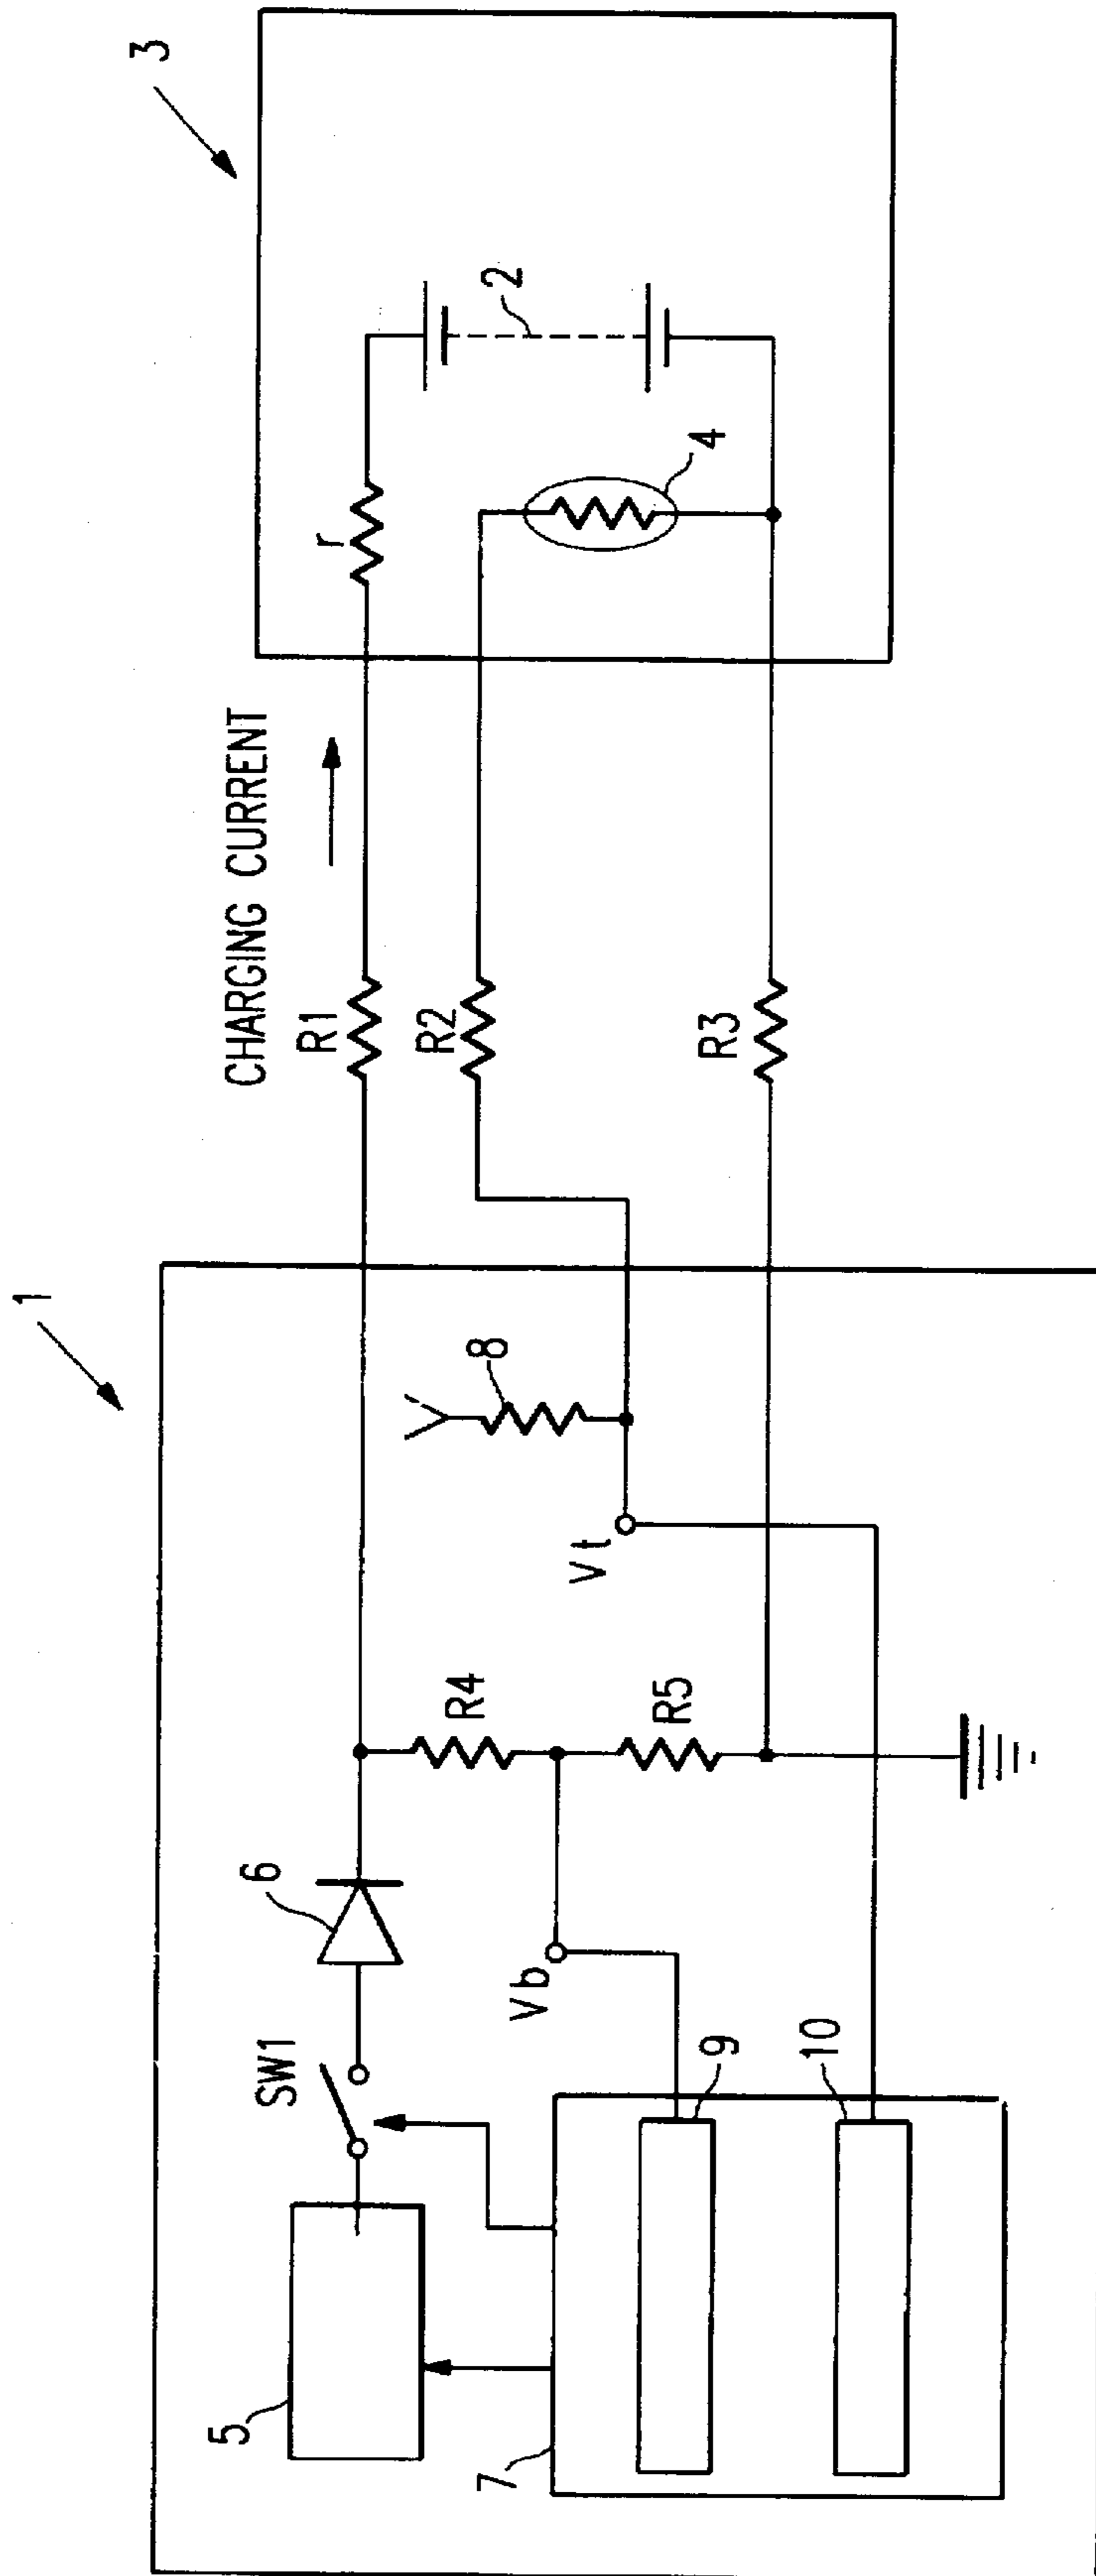 1
3
CHARGING CURRENT
5
SW1
6
R1
r
R4
R2
8
2
4
Vb
Vt
R5
R3
7
9
10